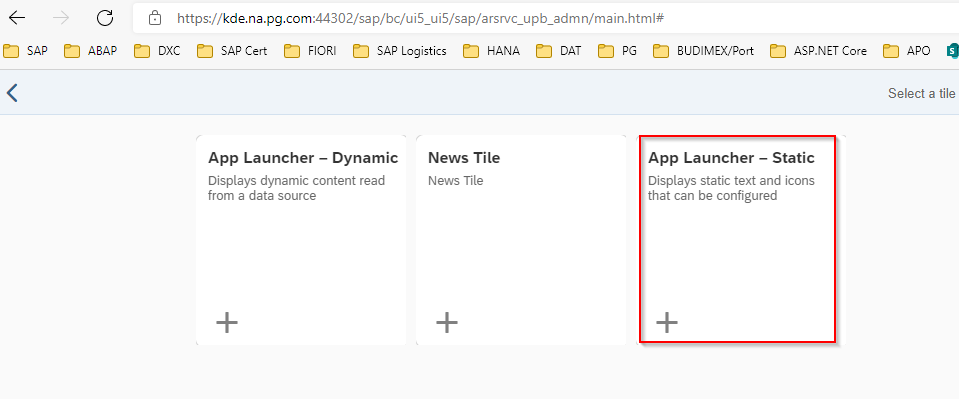 https://kde.na.pg.com:44302/sap/bc/ui5_ui5/sap/arsrvc_upb_admn/main.html#
SAP ABAP DXC SAP Cert FIORI SAP Logistics HANA DAT PG BUDIMEX/Port ASP.NET Core APO
Select a tile
App Launcher – Dynamic
Displays dynamic content read
from a data source
News Tile
News Tile
App Launcher – Static
Displays static text and icons
that can be configured